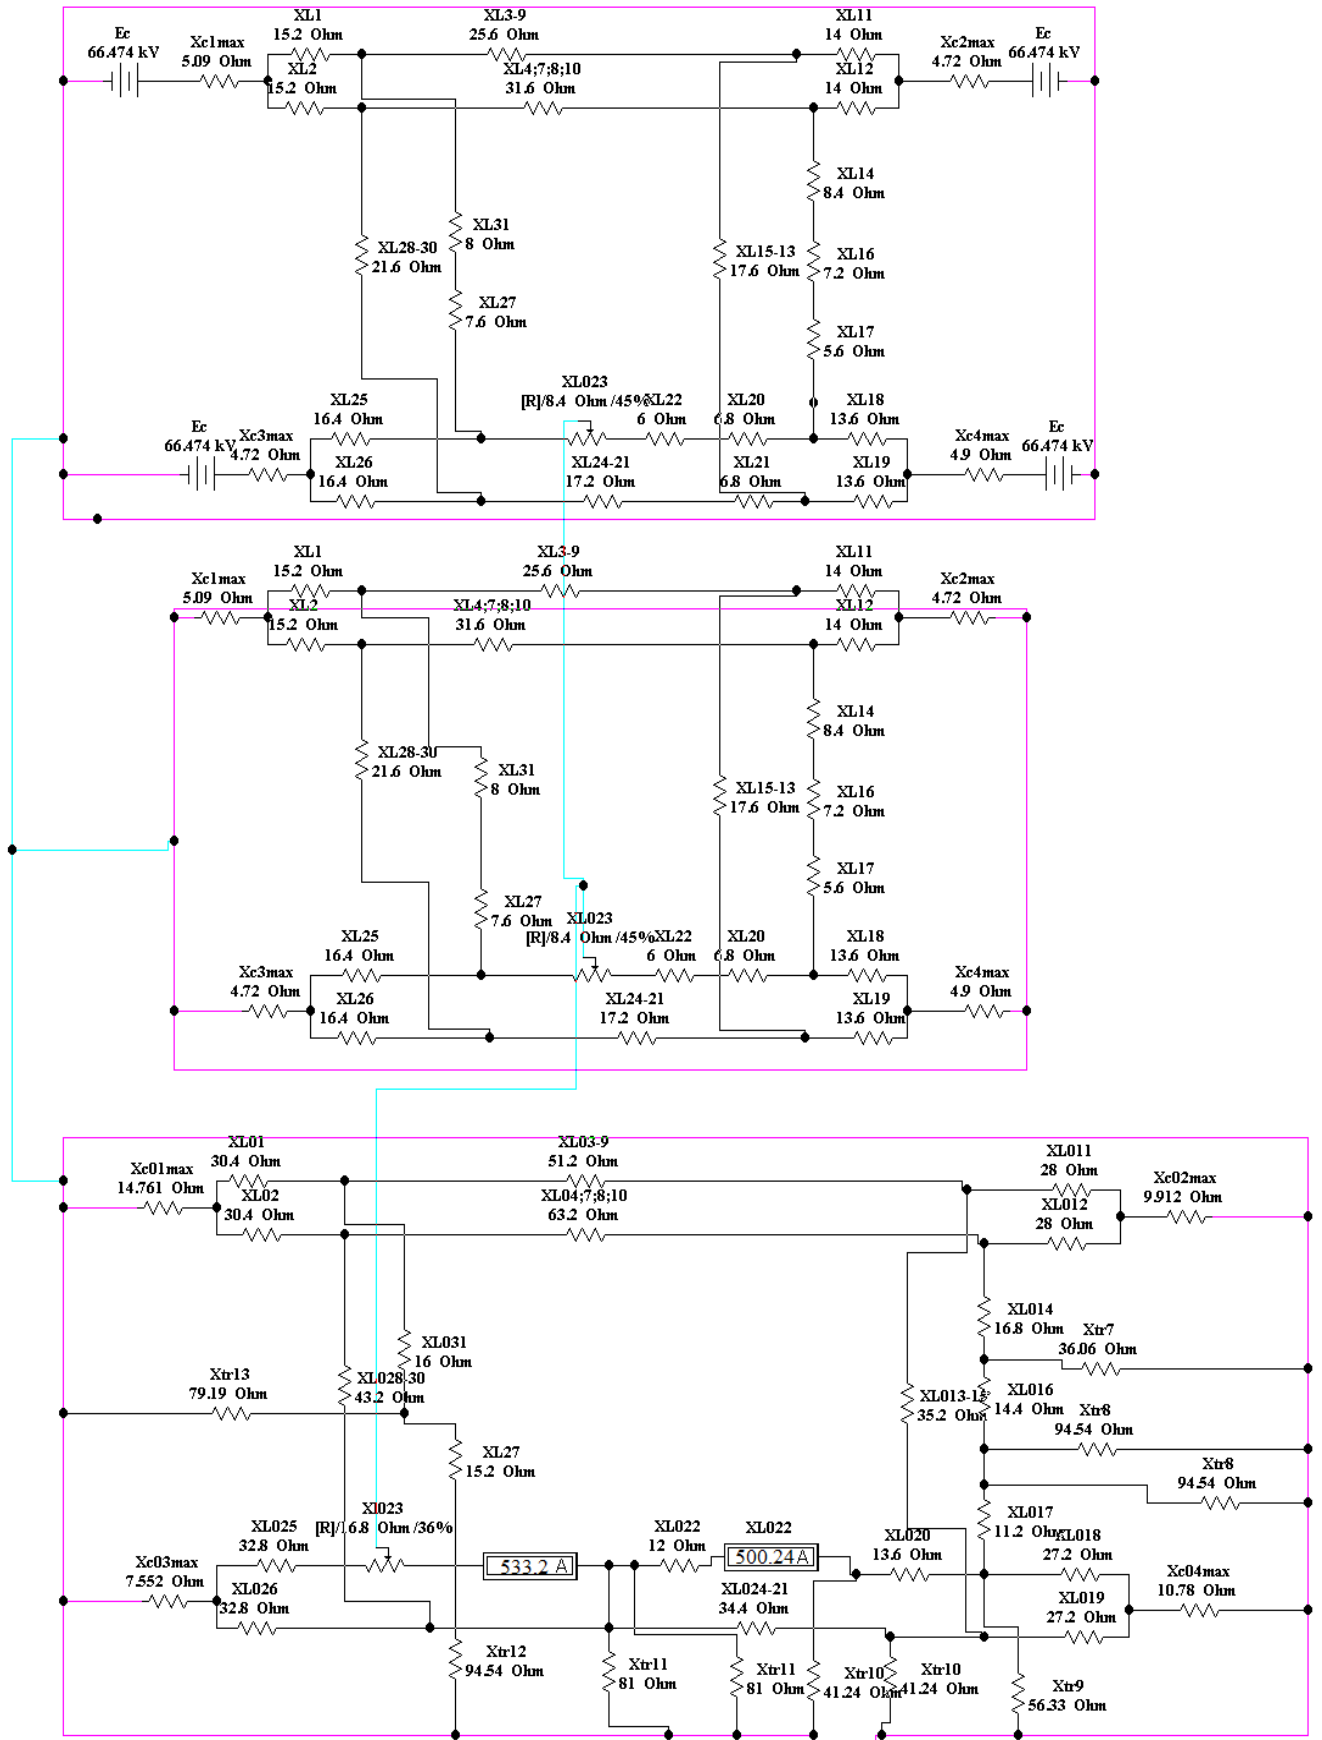 XL1
15.2 Ohm
XL3-9
25.6 Ohm
XL11
14 Ohm
Ec
66.474 kV
Xc1max
5.09 Ohm
Xc2max
4.72 Ohm
Ec
66.474 kV
XL2
15.2 Ohm
XL4;7;8;10
31.6 Ohm
XL12
14 Ohm
XL14
8.4 Ohm
XL31
8 Ohm
XL28-30
21.6 Ohm
XL15-13
17.6 Ohm
XL16
7.2 Ohm
XL27
7.6 Ohm
XL17
5.6 Ohm
XL023
[R]/8.4 Ohm /45%
XL25
16.4 Ohm
XL22
6 Ohm
XL20
6.8 Ohm
XL18
13.6 Ohm
Ec
66.474 kV
Xc3max
4.72 Ohm
Ec
66.474 kV
Xc4max
4.9 Ohm
XL26
16.4 Ohm
XL24-21
17.2 Ohm
XL21
6.8 Ohm
XL19
13.6 Ohm
XL1
15.2 Ohm
XL3-9
25.6 Ohm
XL11
14 Ohm
Xc1max
5.09 Ohm
Xc2max
4.72 Ohm
XL2
15.2 Ohm
XL4;7;8;10
31.6 Ohm
XL12
14 Ohm
XL14
8.4 Ohm
XL28-30
21.6 Ohm
XL31
8 Ohm
XL15-13
17.6 Ohm
XL16
7.2 Ohm
XL17
5.6 Ohm
XL27
7.6 Ohm
XL023
[R]/8.4 Ohm /45%
XL25
16.4 Ohm
XL22
6 Ohm
XL20
6.8 Ohm
XL18
13.6 Ohm
Xc3max
4.72 Ohm
Xc4max
4.9 Ohm
XL26
16.4 Ohm
XL24-21
17.2 Ohm
XL19
13.6 Ohm
XL01
30.4 Ohm
XL03-9
51.2 Ohm
XL011
28 Ohm
Xc01max
14.761 Ohm
Xc02max
9.912 Ohm
XL02
30.4 Ohm
XL04;7;8;10
63.2 Ohm
XL012
28 Ohm
XL014
16.8 Ohm
Xtr7
36.06 Ohm
XL031
16 Ohm
Xtr13
79.19 Ohm
XL028-30
43.2 Ohm
XL013-15
35.2 Ohm
XL016
14.4 Ohm
Xtr8
94.54 Ohm
XL27
15.2 Ohm
Xtr8
94.54 Ohm
Xl023
[R]/16.8 Ohm /36%
XL017
11.2 Ohm
XL025
32.8 Ohm
XL022
12 Ohm
XL022
XL020
13.6 Ohm
XL018
27.2 Ohm
533.2 A
500.24 A
Xc03max
7.552 Ohm
Xc04max
10.78 Ohm
XL026
32.8 Ohm
XL024-21
34.4 Ohm
XL019
27.2 Ohm
Xtr12
94.54 Ohm
Xtr11
81 Ohm
Xtr11
81 Ohm
Xtr10
41.24 Ohm
Xtr10
41.24 Ohm
Xtr9
56.33 Ohm